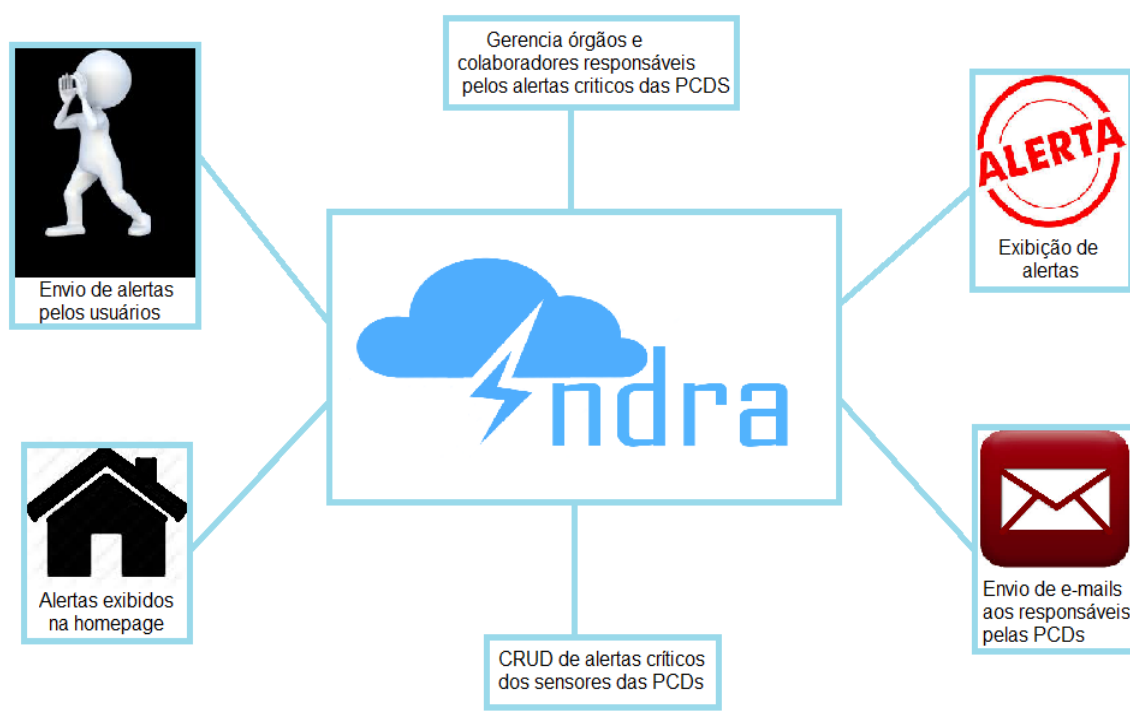 Gerencia órgãos e
colaboradores responsáveis
pelos alertas criticos das PCDS
ALERTA
Exibição de
alertas
Envio de alertas
pelos usuários
ndra
Alertas exibidos
na homepage
Envio de e-mails
aos responsáveis
pelas PCDs
CRUD de alertas críticos
dos sensores das PCDs